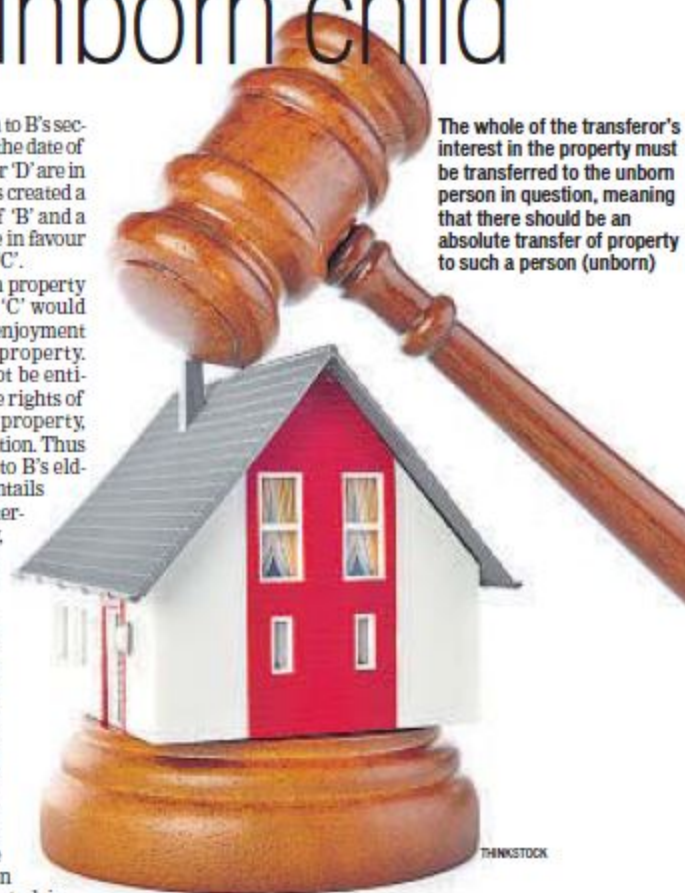 unborn child
to B's sec-
the date of
r 'D' are in
s created a
f 'B' and a
e in favour
C'.
n property
'C' would
enjoyment
property.
ot be enti-
e rights of
property,
tion. Thus
to B's eld-
ntails
er-
n
The whole of the transferor's
interest in the property must
be transferred to the unborn
person in question, meaning
that there should be an
absolute transfer of property
to such a person (unborn)
THINKSTOCK